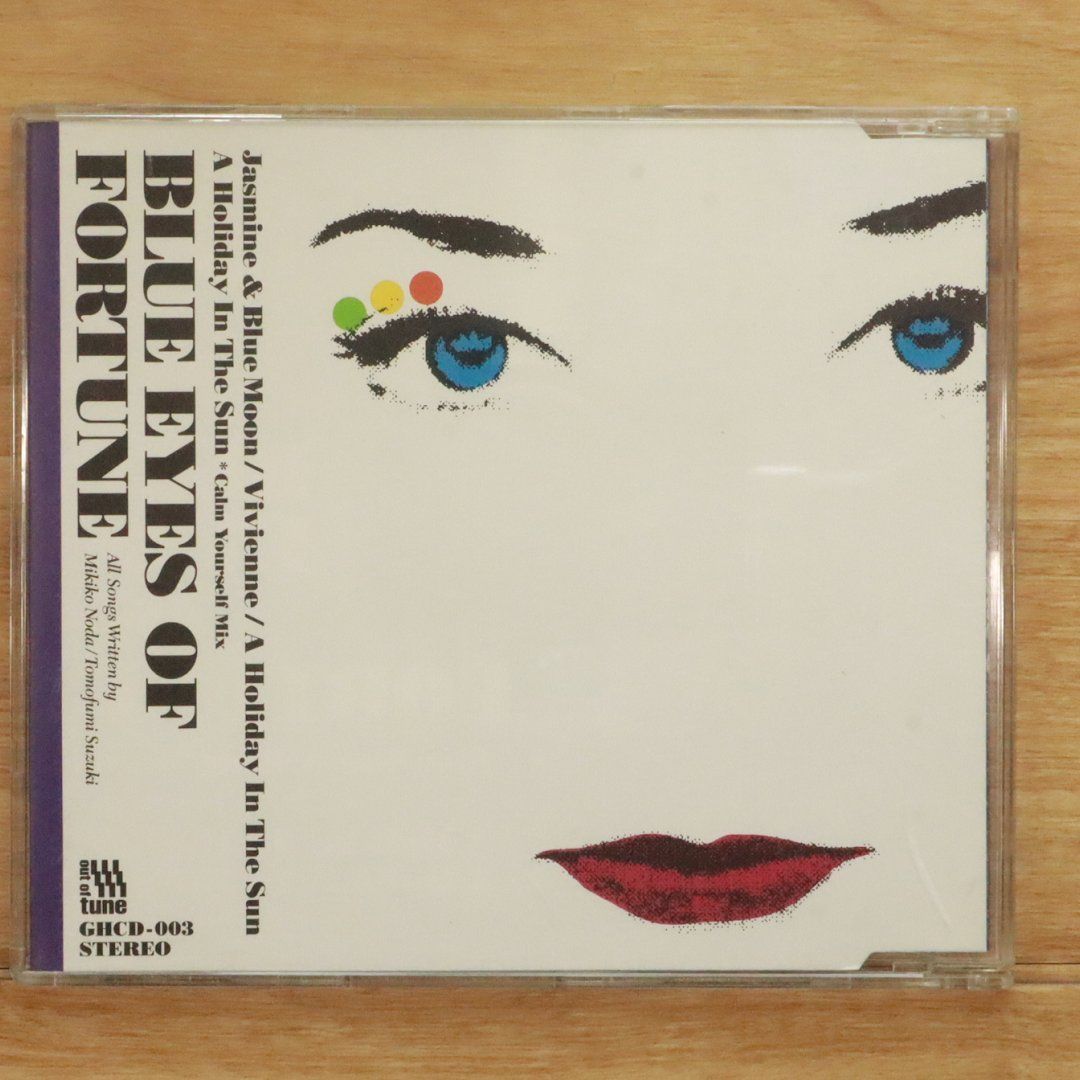 Jasmine & Blue Moon / Vivienne / A Holiday In The Sun
A Holiday In The Sun *Calm Yourself Mix
BLUE EYES OF
FORTUNE
All Songs Written by
Mikiko Noda / Tomofumi Suzuki
out of
tune
GHCD-003
STEREO